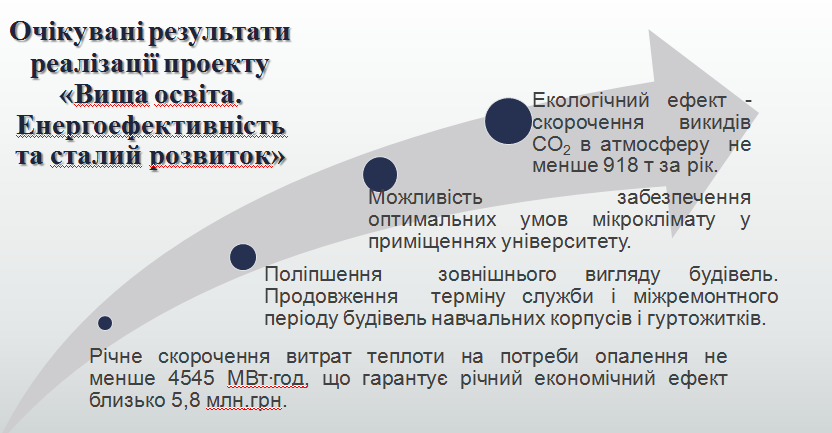 Очікувані результати
реалізації проекту
«Вища освіта.
Енергоефективність
та сталий розвиток»
Екологічний ефект -
скорочення викидів
CO₂ в атмосферу не
менше 918 т за рік.
Можливість забезпечення
оптимальних умов мікроклімату у
приміщеннях університету.
Поліпшення зовнішнього вигляду будівель.
Продовження терміну служби і міжремонтного
періоду будівель навчальних корпусів і гуртожитків.
Річне скорочення витрат теплоти на потреби опалення не
менше 4545 МВт·год, що гарантує річний економічний ефект
близько 5,8 млн.грн.